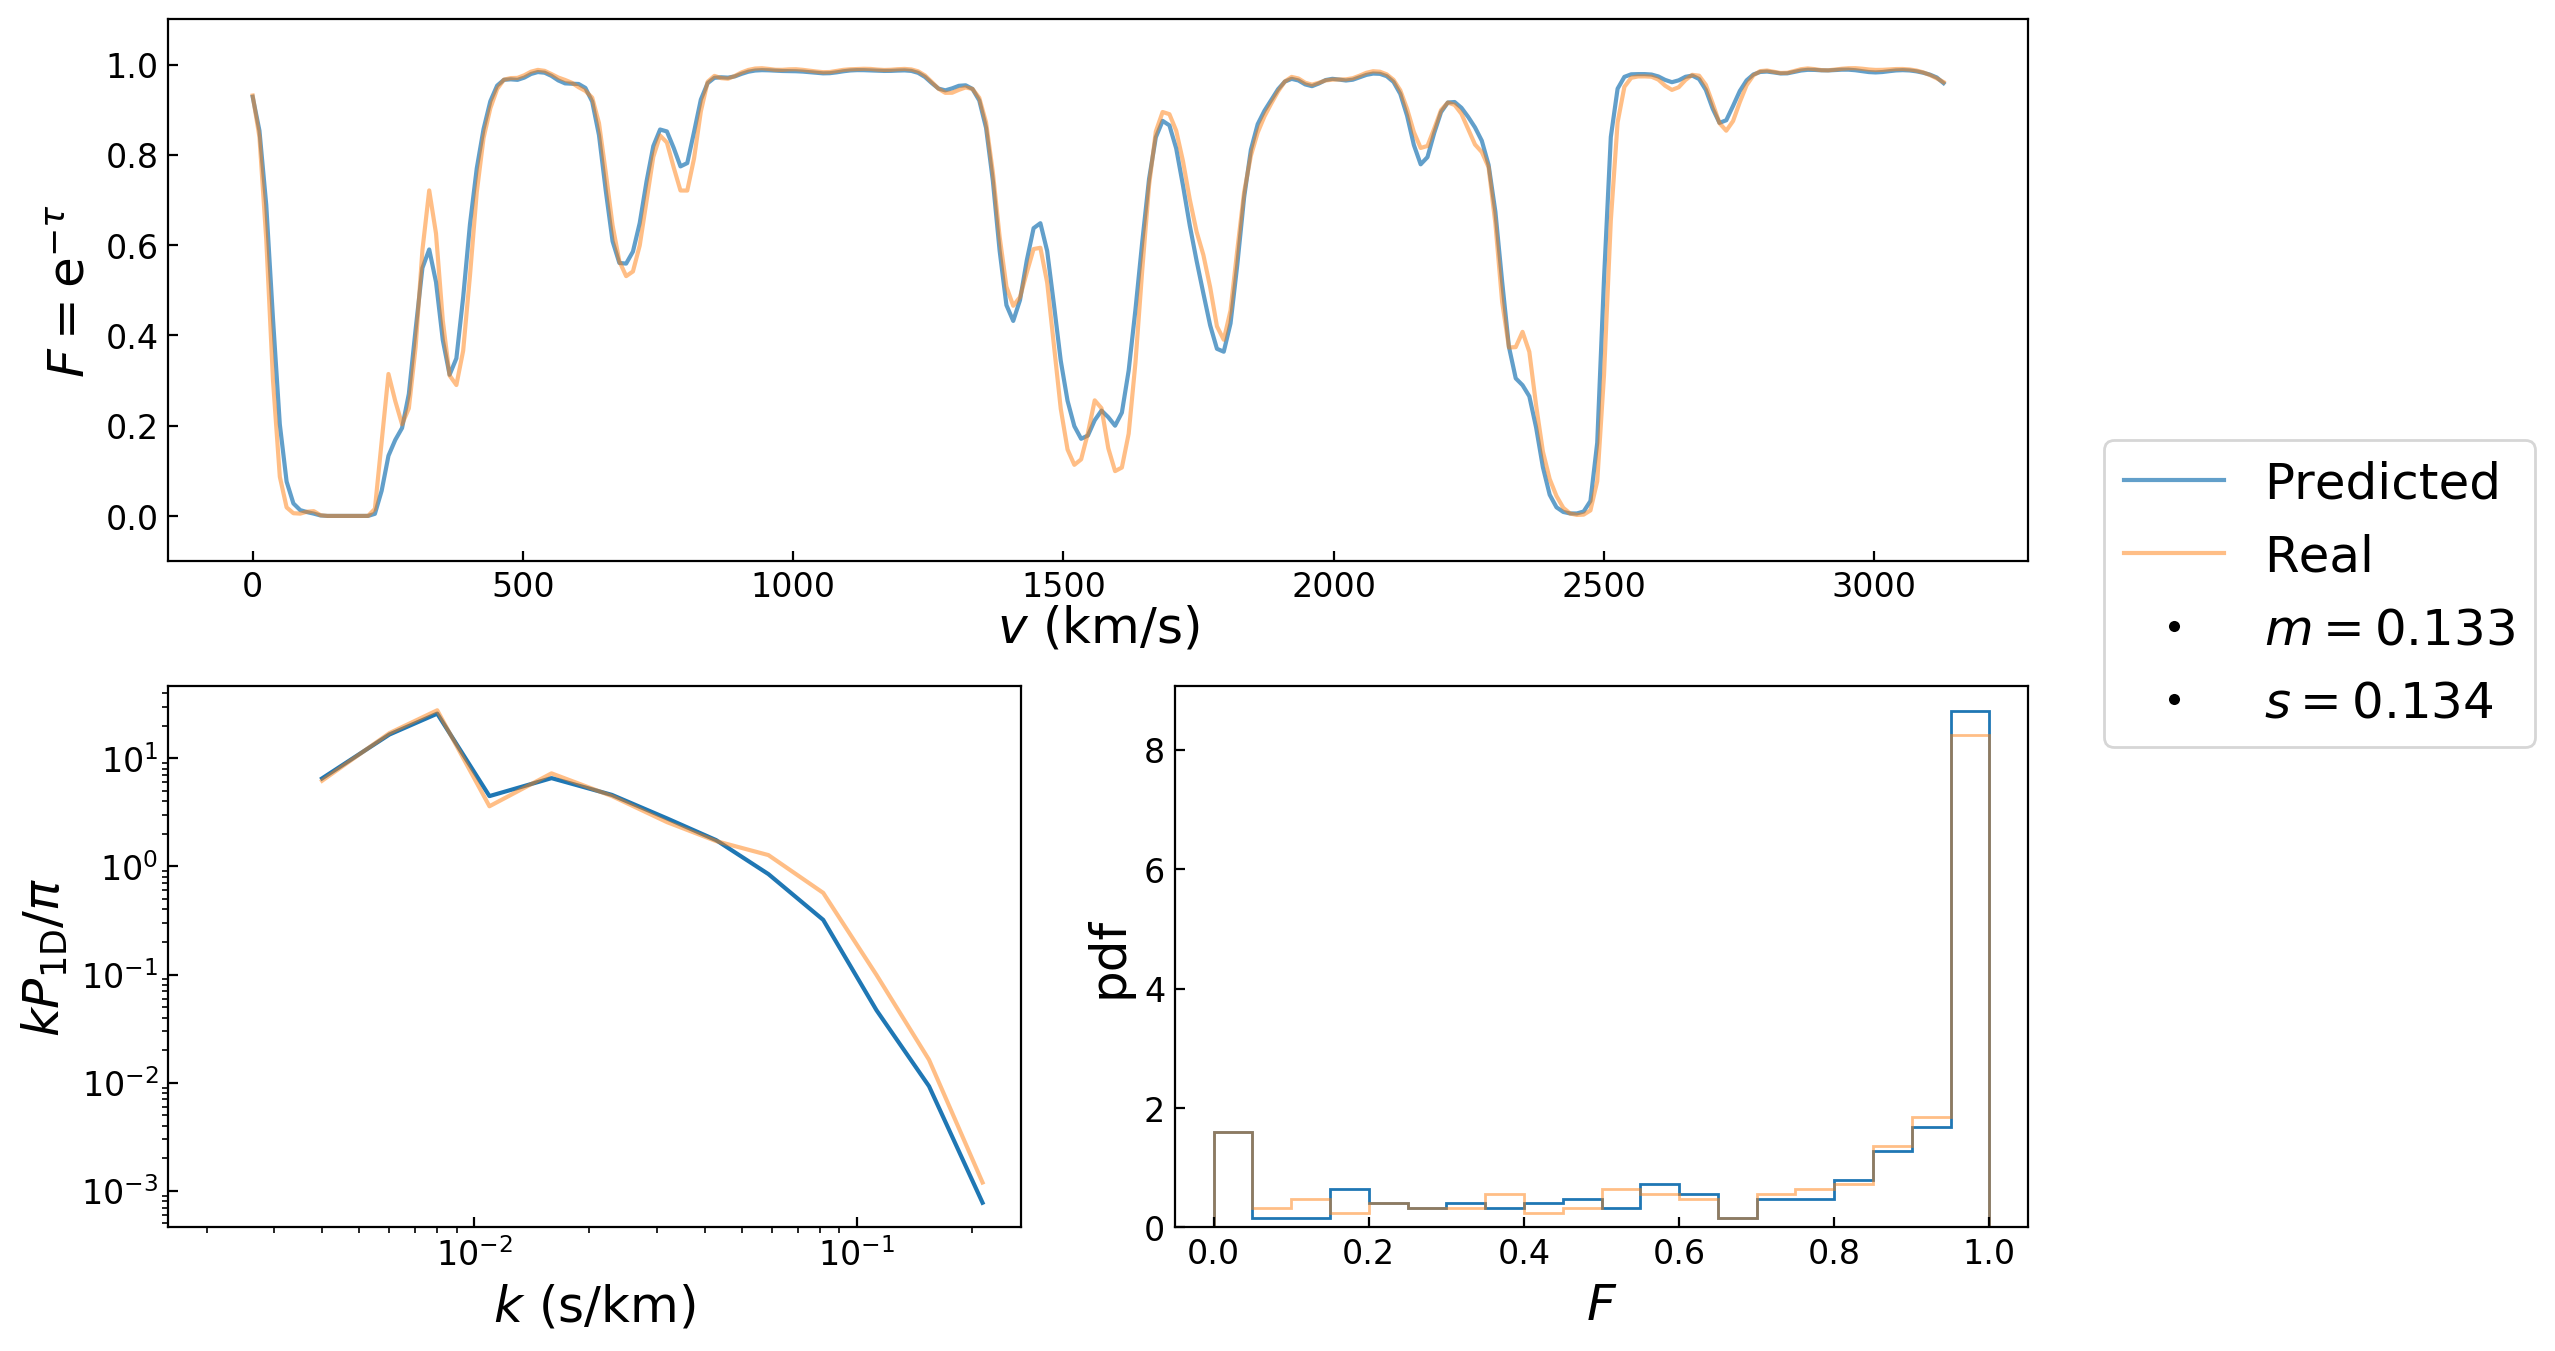 F = e^{−τ}
1.0
0.8
0.6
0.4
0.2
0.0
0 500 1000 1500 2000 2500 3000
v (km/s)
Predicted
Real
m = 0.133
s = 0.134
kP_{1D}/π
10^1
10^0
10^{−1}
10^{−2}
10^{−3}
10^{−2} 10^{−1}
k (s/km)
pdf
8
6
4
2
0
0.0 0.2 0.4 0.6 0.8 1.0
F